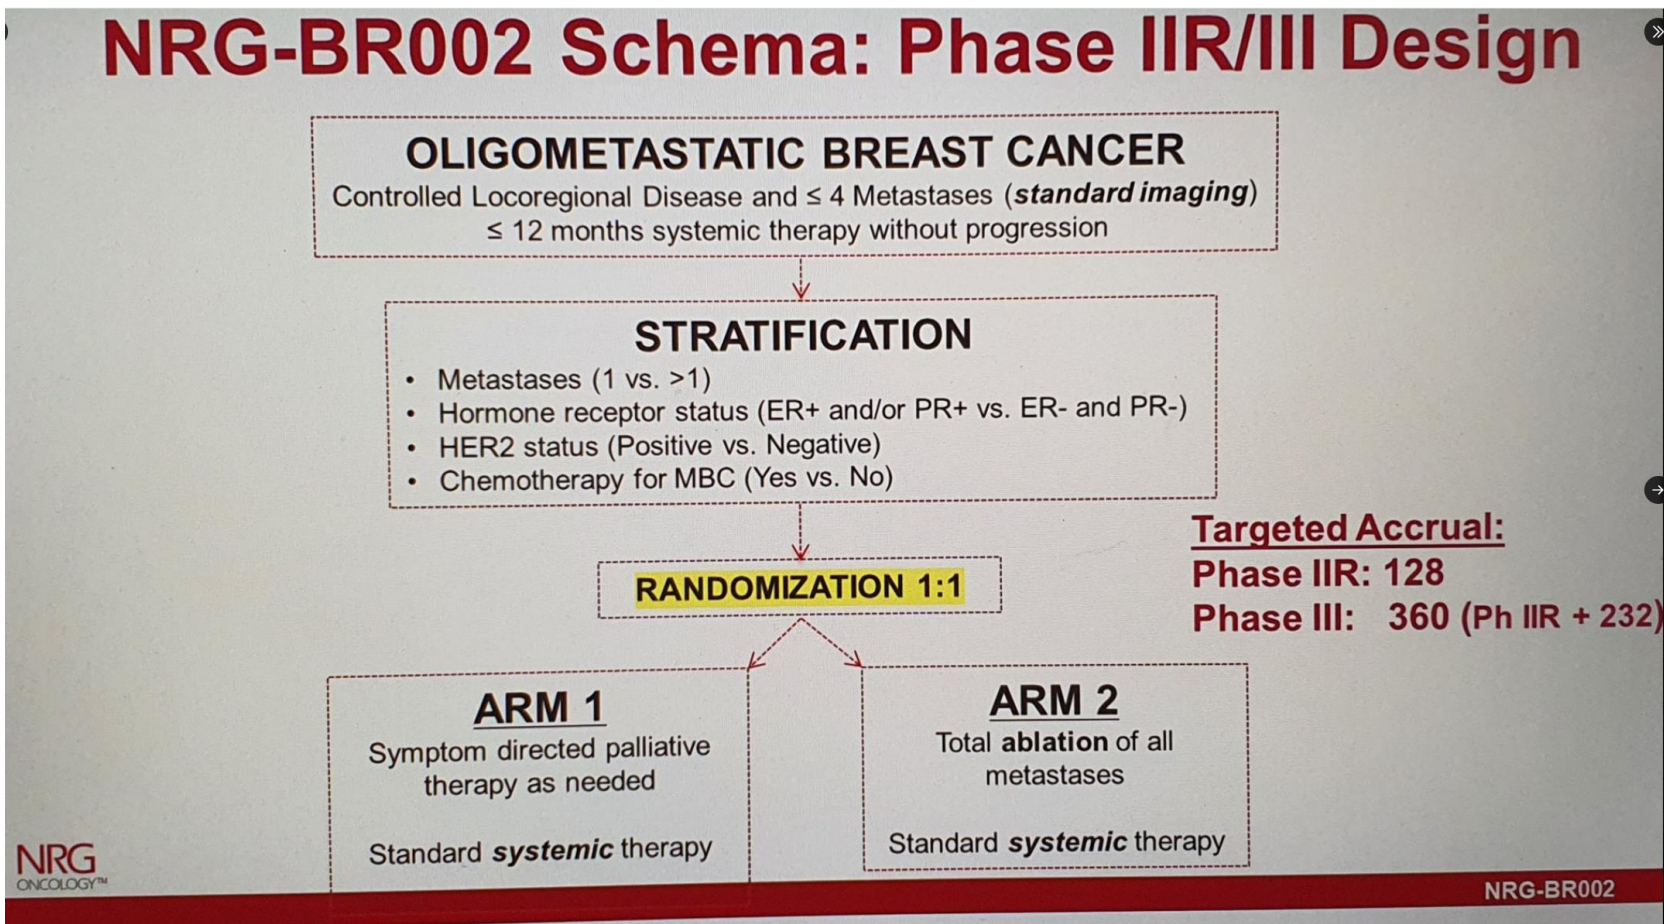 NRG-BR002 Schema: Phase IIR/III Design
OLIGOMETASTATIC BREAST CANCER
Controlled Locoregional Disease and ≤ 4 Metastases (standard imaging)
≤ 12 months systemic therapy without progression
STRATIFICATION
• Metastases (1 vs. >1)
• Hormone receptor status (ER+ and/or PR+ vs. ER- and PR-)
• HER2 status (Positive vs. Negative)
• Chemotherapy for MBC (Yes vs. No)
RANDOMIZATION 1:1
Targeted Accrual:
Phase IIR: 128
Phase III: 360 (Ph IIR + 232)
ARM 1
Symptom directed palliative
therapy as needed
Standard systemic therapy
ARM 2
Total ablation of all
metastases
Standard systemic therapy
NRG
ONCOLOGY™
NRG-BR002